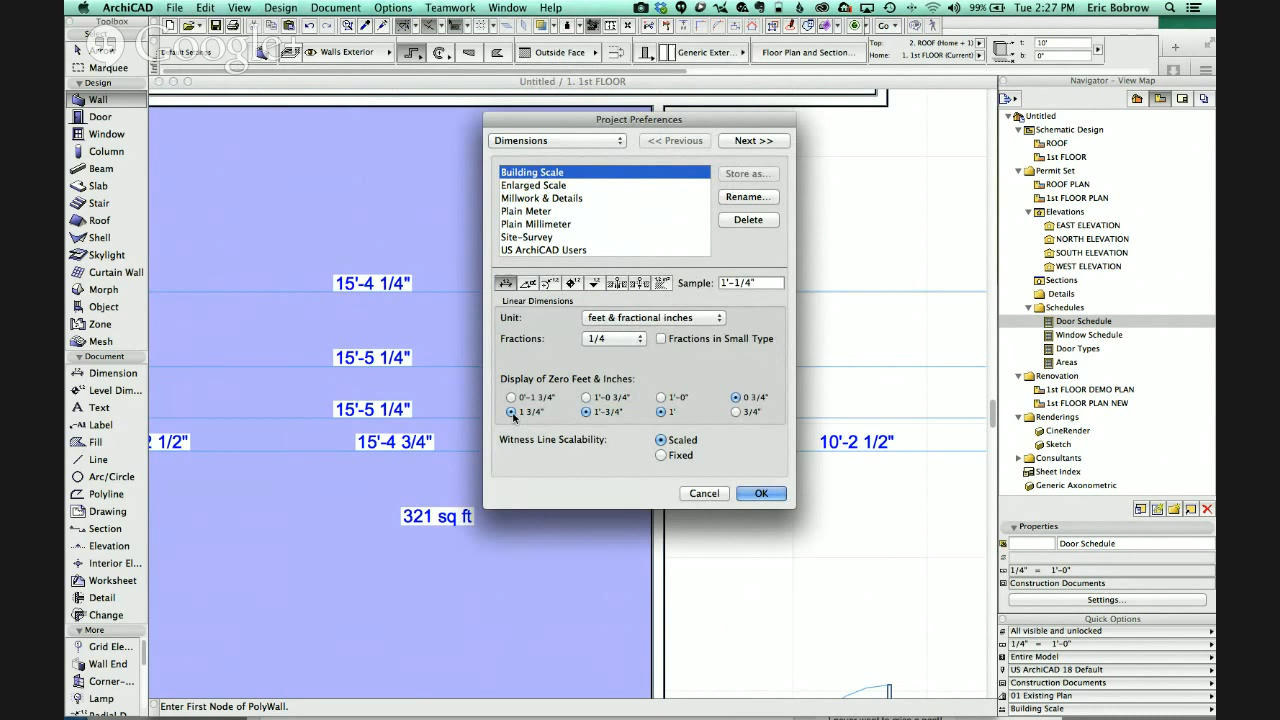 ArchiCAD File Edit View Design Document Options Teamwork Window Help 99% Tue 2:27 PM Eric Bobrow
Toolbox
Google
Select
Arrow
Marquee
Design
Wall
Door
Window
Column
Beam
Slab
Stair
Roof
Shell
Skylight
Curtain Wall
Morph
Object
Zone
Mesh
Document
Dimension
Level Dim...
Text
Label
Fill
Line
Arc/Circle
Polyline
Drawing
Section
Elevation
Interior El...
Worksheet
Detail
Change
More
Grid Ele...
Wall End
Corner-...
Lamp
Default Settings
Walls Exterior
Outside Face
Generic Exter...
Floor Plan and Section...
Top: 2. ROOF (Home + 1)
Home: 1. 1st FLOOR (Current)
t: 10'
b: 0"
Go
Untitled / 1. 1st FLOOR
15'-4 1/4"
15'-5 1/4"
15'-5 1/4"
2 1/2"
15'-4 3/4"
10'-2 1/2"
321 sq ft
Project Preferences
Dimensions
<< Previous
Next >>
Building Scale
Enlarged Scale
Millwork & Details
Plain Meter
Plain Millimeter
Site-Survey
US ArchiCAD Users
Store as...
Rename...
Delete
Sample: 1'-1/4"
Linear Dimensions
Unit: feet & fractional inches
Fractions: 1/4 Fractions in Small Type
Display of Zero Feet & Inches:
0'-1 3/4" 1'-0 3/4" 1'-0" 0 3/4"
1 3/4" 1'-3/4" 1' 3/4"
Witness Line Scalability: Scaled
Fixed
Cancel OK
Enter First Node of PolyWall.
Navigator - View Map
Untitled
Schematic Design
ROOF
1st FLOOR
Permit Set
ROOF PLAN
1st FLOOR PLAN
Elevations
EAST ELEVATION
NORTH ELEVATION
SOUTH ELEVATION
WEST ELEVATION
Sections
Details
Schedules
Door Schedule
Window Schedule
Door Types
Areas
Renovation
1st FLOOR DEMO PLAN
1st FLOOR PLAN NEW
Renderings
CineRender
Sketch
Consultants
Sheet Index
Generic Axonometric
Properties
Door Schedule
1/4" = 1'-0"
Construction Documents
Settings...
Quick Options
All visible and unlocked
1/4" = 1'-0"
Entire Model
US ArchiCAD 18 Default
Construction Documents
01 Existing Plan
Building Scale